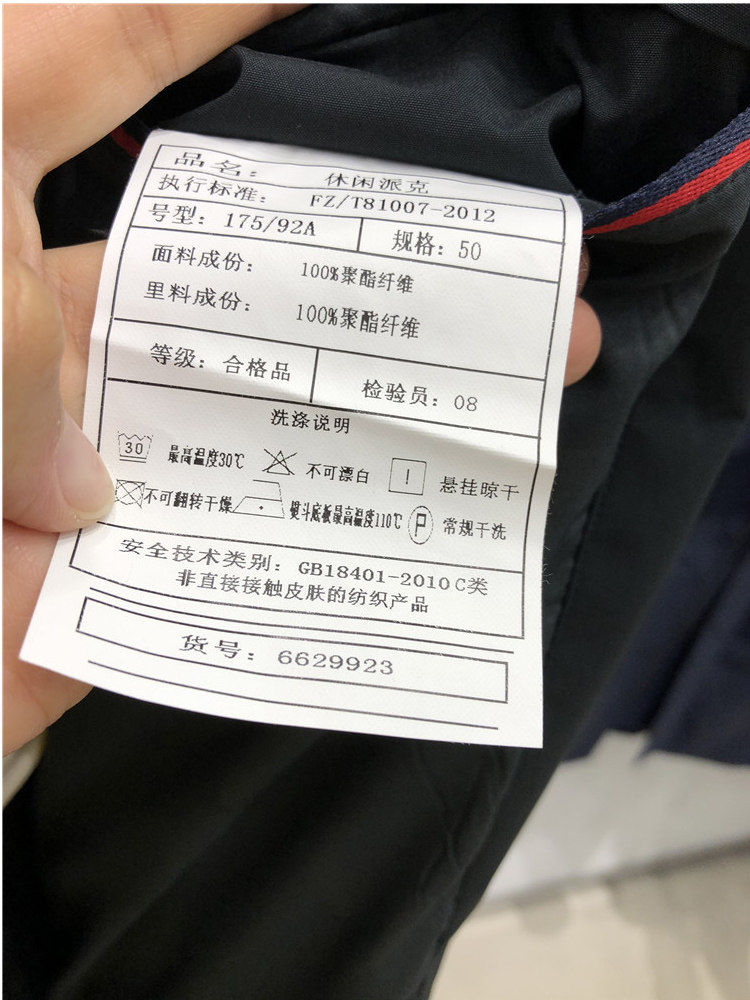 品名： 休闲派克
执行标准： FZ/T81007-2012
号型：175/92A 规格：50
面料成份： 100%聚酯纤维
里料成份： 100%聚酯纤维
等级：合格品 检验员：08
洗涤说明
30 最高温度30℃ 不可漂白 悬挂晾干
不可翻转干燥 熨斗底板最高温度110℃ P 常规干洗
安全技术类别：GB18401-2010 C类
非直接接触皮肤的纺织产品
货号：6629923